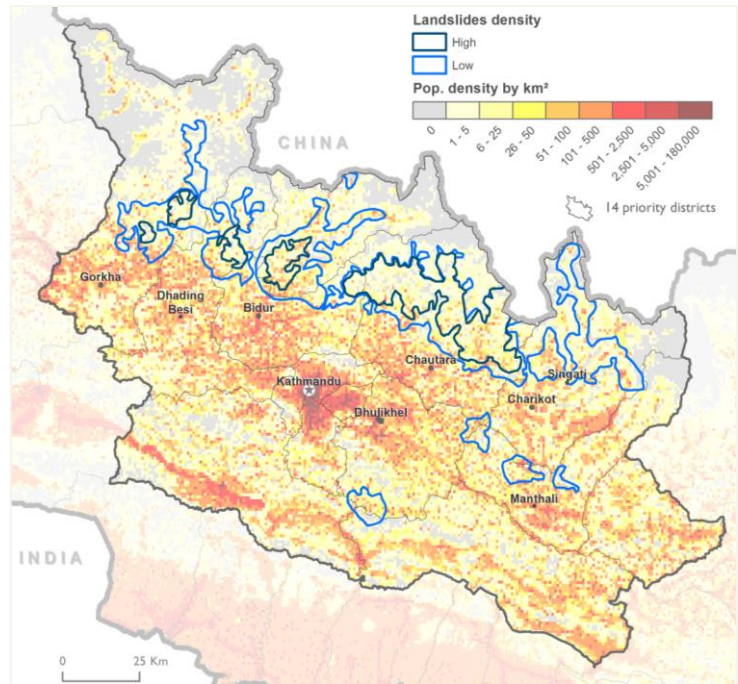 Landslides density
High
Low
Pop. density by km²
0
1 - 5
6 - 25
26 - 50
51 - 100
101 - 500
501 - 2,500
2,501 - 5,000
5,001 - 180,000
14 priority districts
CHINA
Gorkha
Dhading
Besi
Bidur
Chautara
Singati
Kathmandu
Charikot
Dhulikhel
Manthali
INDIA
0
25 Km